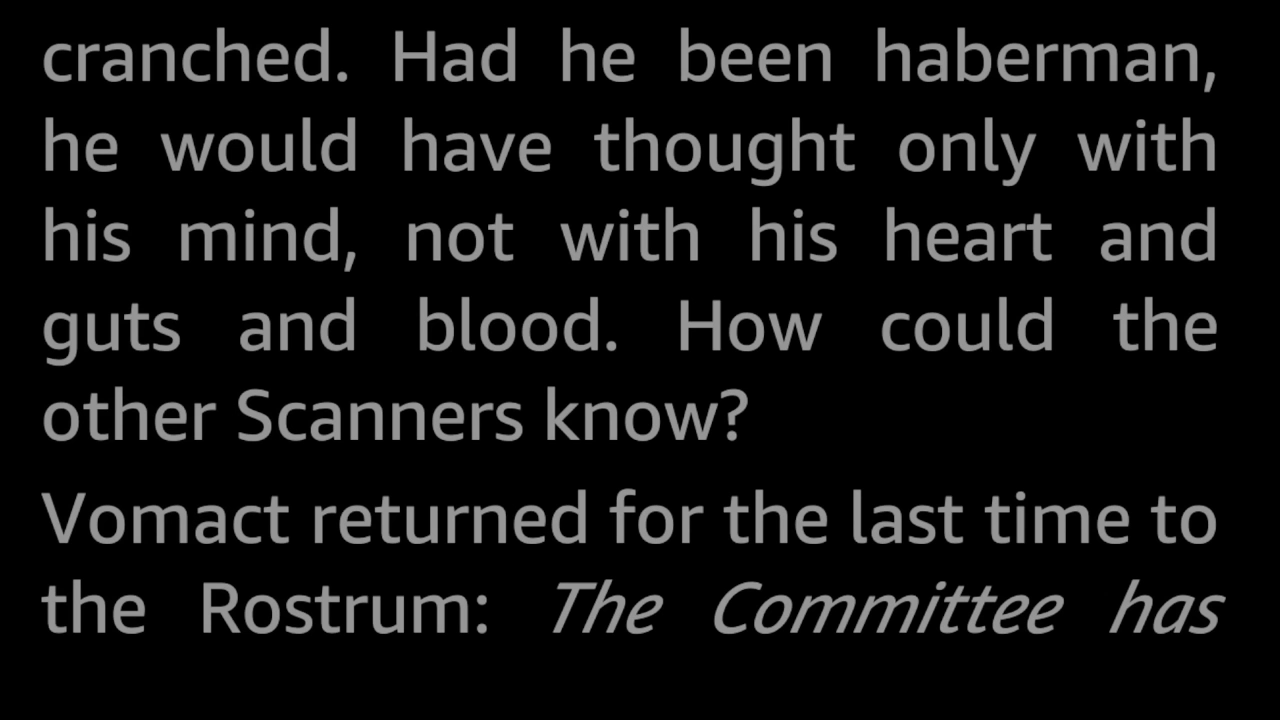 cranched. Had he been haberman,
he would have thought only with
his mind, not with his heart and
guts and blood. How could the
other Scanners know?
Vomact returned for the last time to
the Rostrum: The Committee has